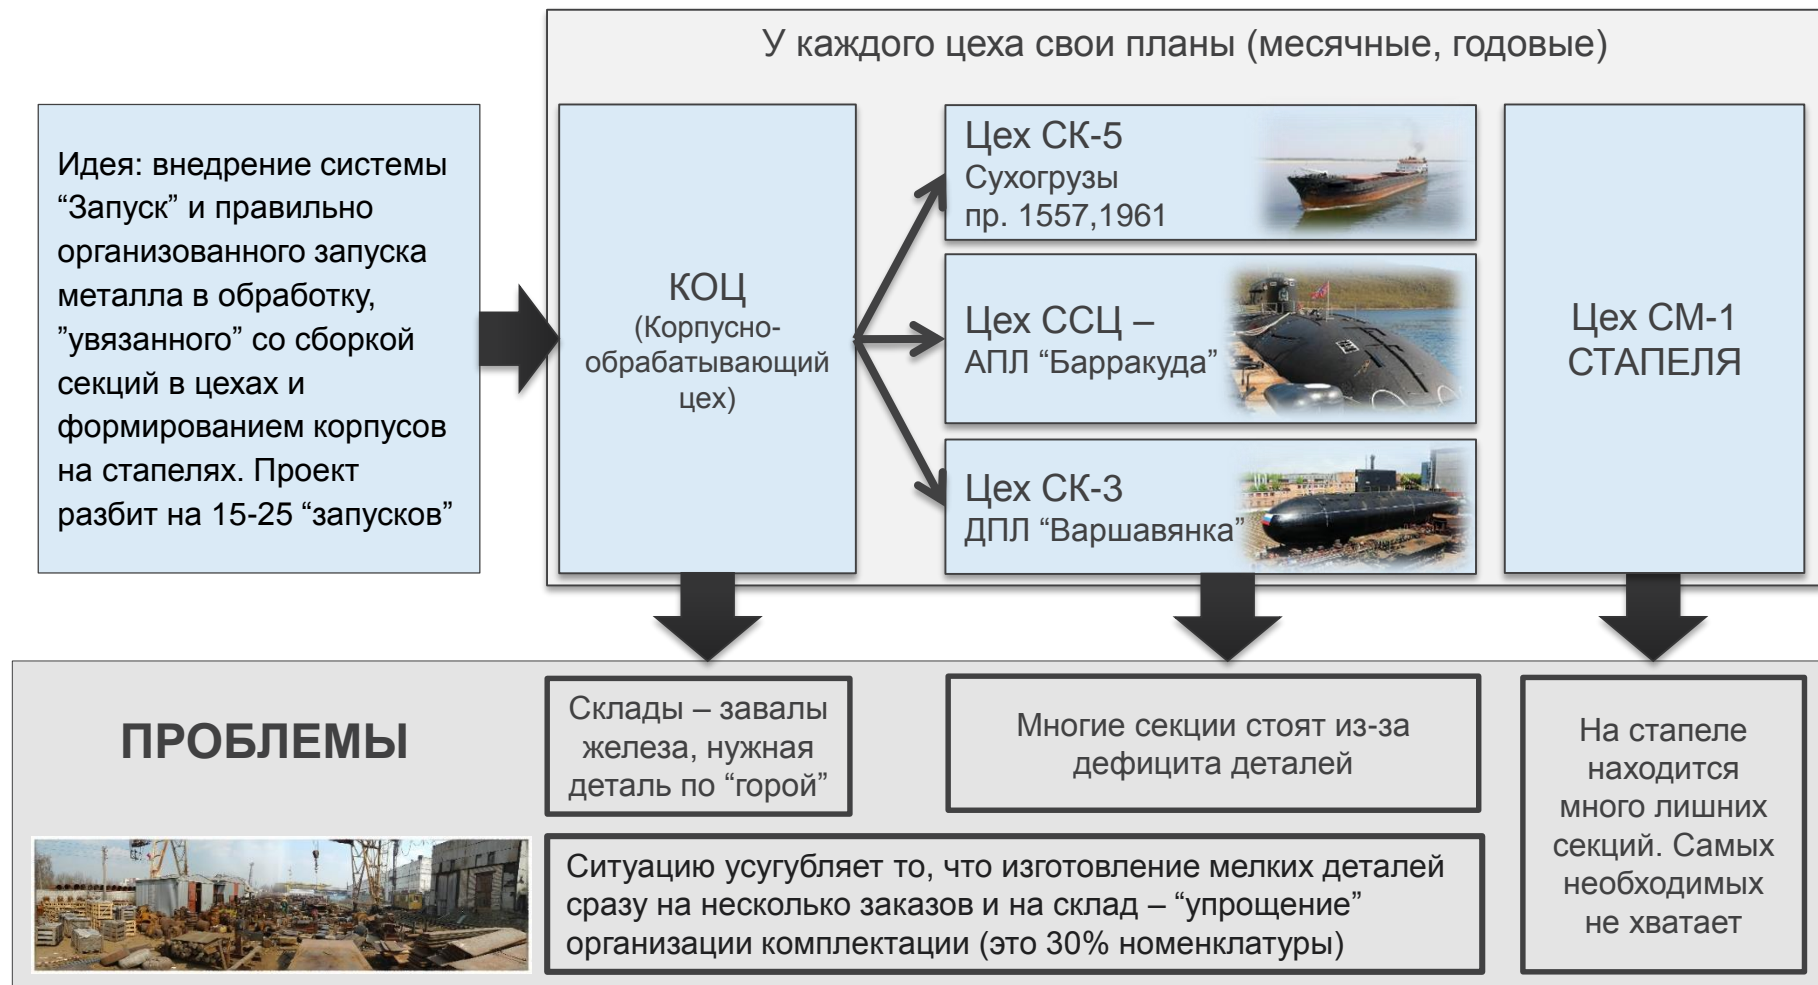 У каждого цеха свои планы (месячные, годовые)
Идея: внедрение системы
“Запуск” и правильно
организованного запуска
металла в обработку,
”увязанного” со сборкой
секций в цехах и
формированием корпусов
на стапелях. Проект
разбит на 15-25 “запусков”
КОЦ
(Корпусно-
обрабатывающий
цех)
Цех СК-5
Сухогрузы
пр. 1557,1961
Цех ССЦ –
АПЛ “Барракуда”
Цех СК-3
ДПЛ “Варшавянка”
Цех СМ-1
СТАПЕЛЯ
ПРОБЛЕМЫ
Склады – завалы
железа, нужная
деталь по “горой”
Многие секции стоят из-за
дефицита деталей
На стапеле
находится
много лишних
секций. Самых
необходимых
не хватает
Ситуацию усугубляет то, что изготовление мелких деталей
сразу на несколько заказов и на склад – “упрощение”
организации комплектации (это 30% номенклатуры)